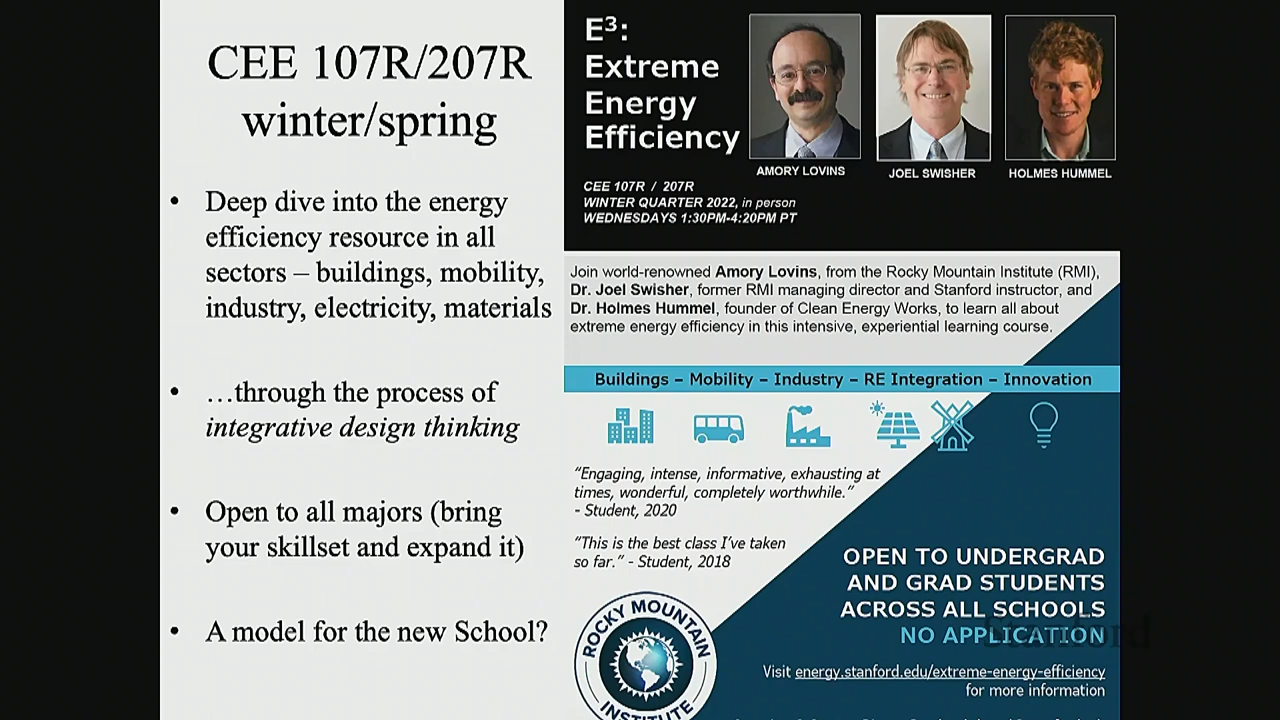 CEE 107R/207R
winter/spring
• Deep dive into the energy
efficiency resource in all
sectors – buildings, mobility,
industry, electricity, materials
• …through the process of
integrative design thinking
• Open to all majors (bring
your skillset and expand it)
• A model for the new School?
E³:
Extreme
Energy
Efficiency
AMORY LOVINS
JOEL SWISHER
HOLMES HUMMEL
CEE 107R / 207R
WINTER QUARTER 2022, in person
WEDNESDAYS 1:30PM-4:20PM PT
Join world-renowned Amory Lovins, from the Rocky Mountain Institute (RMI),
Dr. Joel Swisher, former RMI managing director and Stanford instructor, and
Dr. Holmes Hummel, founder of Clean Energy Works, to learn all about
extreme energy efficiency in this intensive, experiential learning course.
Buildings – Mobility – Industry – RE Integration – Innovation
“Engaging, intense, informative, exhausting at
times, wonderful, completely worthwhile.”
- Student, 2020
“This is the best class I’ve taken
so far.” - Student, 2018
ROCKY MOUNTAIN
INSTITUTE
OPEN TO UNDERGRAD
AND GRAD STUDENTS
ACROSS ALL SCHOOLS
NO APPLICATION
Stanford
Visit energy.stanford.edu/extreme-energy-efficiency
for more information